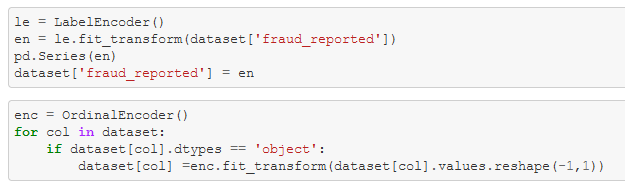 le = LabelEncoder()
en = le.fit_transform(dataset['fraud_reported'])
pd.Series(en)
dataset['fraud_reported'] = en
enc = OrdinalEncoder()
for col in dataset:
    if dataset[col].dtypes == 'object':
        dataset[col] =enc.fit_transform(dataset[col].values.reshape(-1,1))